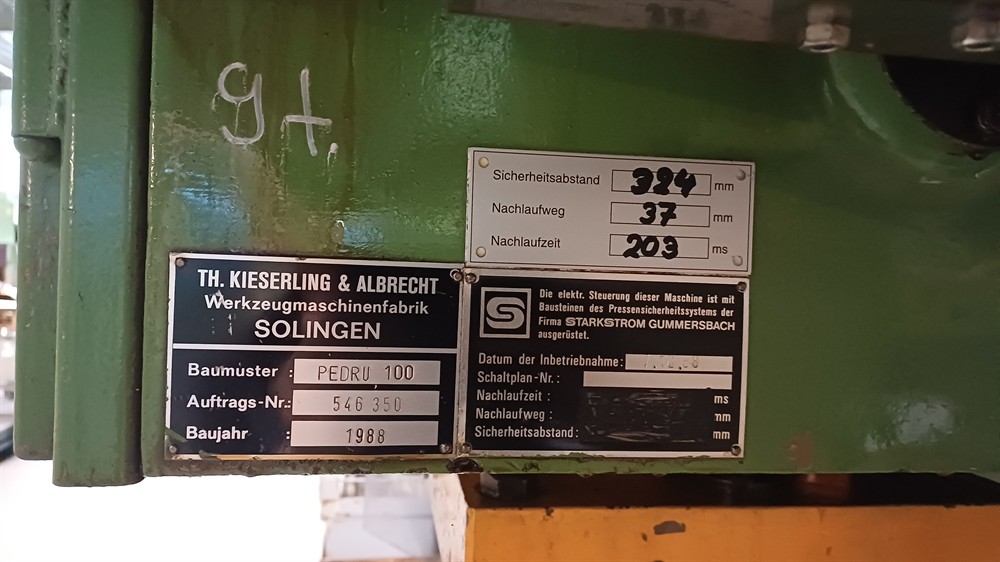 9t.
Sicherheitsabstand 324 mm
Nachlaufweg 37 mm
Nachlaufzeit 203 ms
TH. KIESERLING & ALBRECHT
Werkzeugmaschinenfabrik
SOLINGEN
Baumuster : PEDRU 100
Auftrags-Nr.: 546 350
Baujahr : 1988
S
Die elektr. Steuerung dieser Maschine ist mit
Bausteinen des Pressensicherheitssystems der
Firma STARKSTROM GUMMERSBACH
ausgerüstet.
Datum der Inbetriebnahme:
Schaltplan-Nr.:
Nachlaufzeit : ms
Nachlaufweg : mm
Sicherheitsabstand: mm